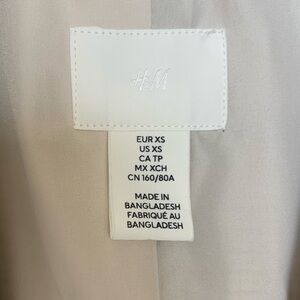 H&M
EUR XS
US XS
CA TP
MX XCH
CN 160/80A
MADE IN
BANGLADESH
FABRIQUÉ AU
BANGLADESH